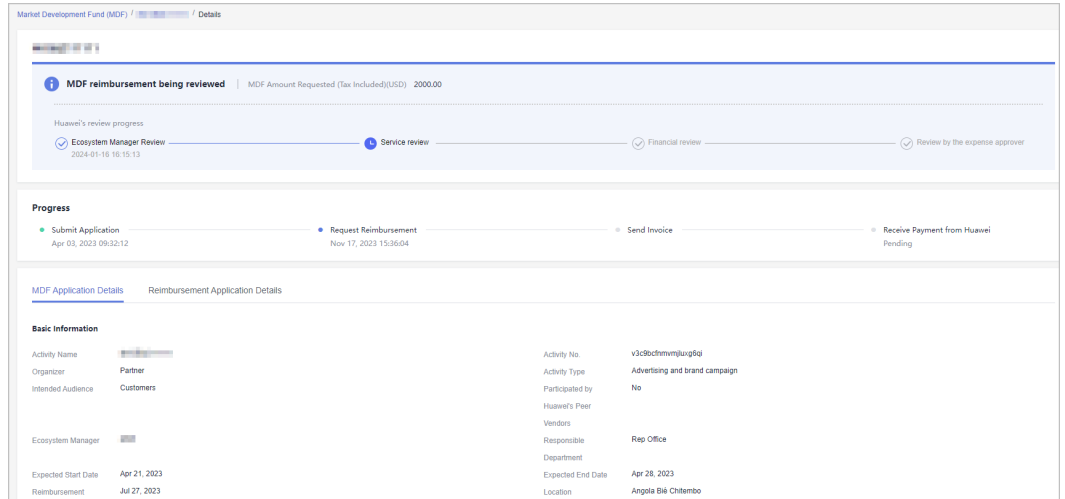 Market Development Fund (MDF) / / Details
MDF reimbursement being reviewed MDF Amount Requested (Tax Included)(USD) 2000.00
Huawei's review progress
Ecosystem Manager Review Service review Financial review Review by the expense approver
2024-01-16 16:15:13
Progress
Submit Application Request Reimbursement Send Invoice Receive Payment from Huawei
Apr 03, 2023 09:32:12 Nov 17, 2023 15:36:04 Pending
MDF Application Details Reimbursement Application Details
Basic Information
Activity Name Activity No. v3c9bcfnmvmjluxg6qi
Organizer Partner Activity Type Advertising and brand campaign
Intended Audience Customers Participated by No
Huawei's Peer
Vendors
Ecosystem Manager Responsible Rep Office
Department
Expected Start Date Apr 21, 2023 Expected End Date Apr 28, 2023
Reimbursement Jul 27, 2023 Location Angola Bié Chitembo